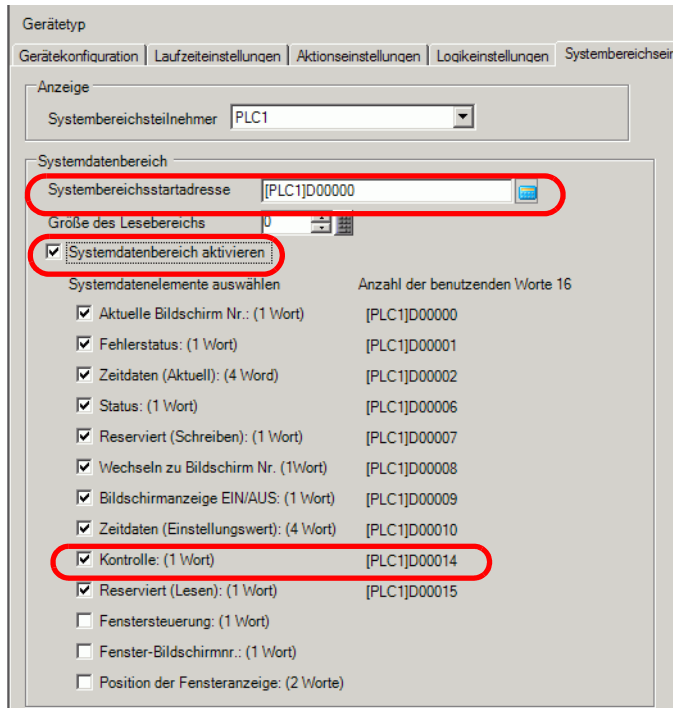 Gerätetyp
Gerätekonfiguration Laufzeiteinstellungen Aktionseinstellungen Logikeinstellungen Systembereichsein
Anzeige
Systembereichsteilnehmer PLC1
Systemdatenbereich
Systembereichsstartadresse [PLC1]D00000
Größe des Lesebereichs 0
Systemdatenbereich aktivieren
Systemdatenelemente auswählen Anzahl der benutzenden Worte 16
Aktuelle Bildschirm Nr.: (1 Wort) [PLC1]D00000
Fehlerstatus: (1 Wort) [PLC1]D00001
Zeitdaten (Aktuell): (4 Word) [PLC1]D00002
Status: (1 Wort) [PLC1]D00006
Reserviert (Schreiben): (1 Wort) [PLC1]D00007
Wechseln zu Bildschirm Nr. (1Wort) [PLC1]D00008
Bildschirmanzeige EIN/AUS: (1 Wort) [PLC1]D00009
Zeitdaten (Einstellungswert): (4 Wort) [PLC1]D00010
Kontrolle: (1 Wort) [PLC1]D00014
Reserviert (Lesen): (1 Wort) [PLC1]D00015
Fenstersteuerung: (1 Wort)
Fenster-Bildschirmnr.: (1 Wort)
Position der Fensteranzeige: (2 Worte)